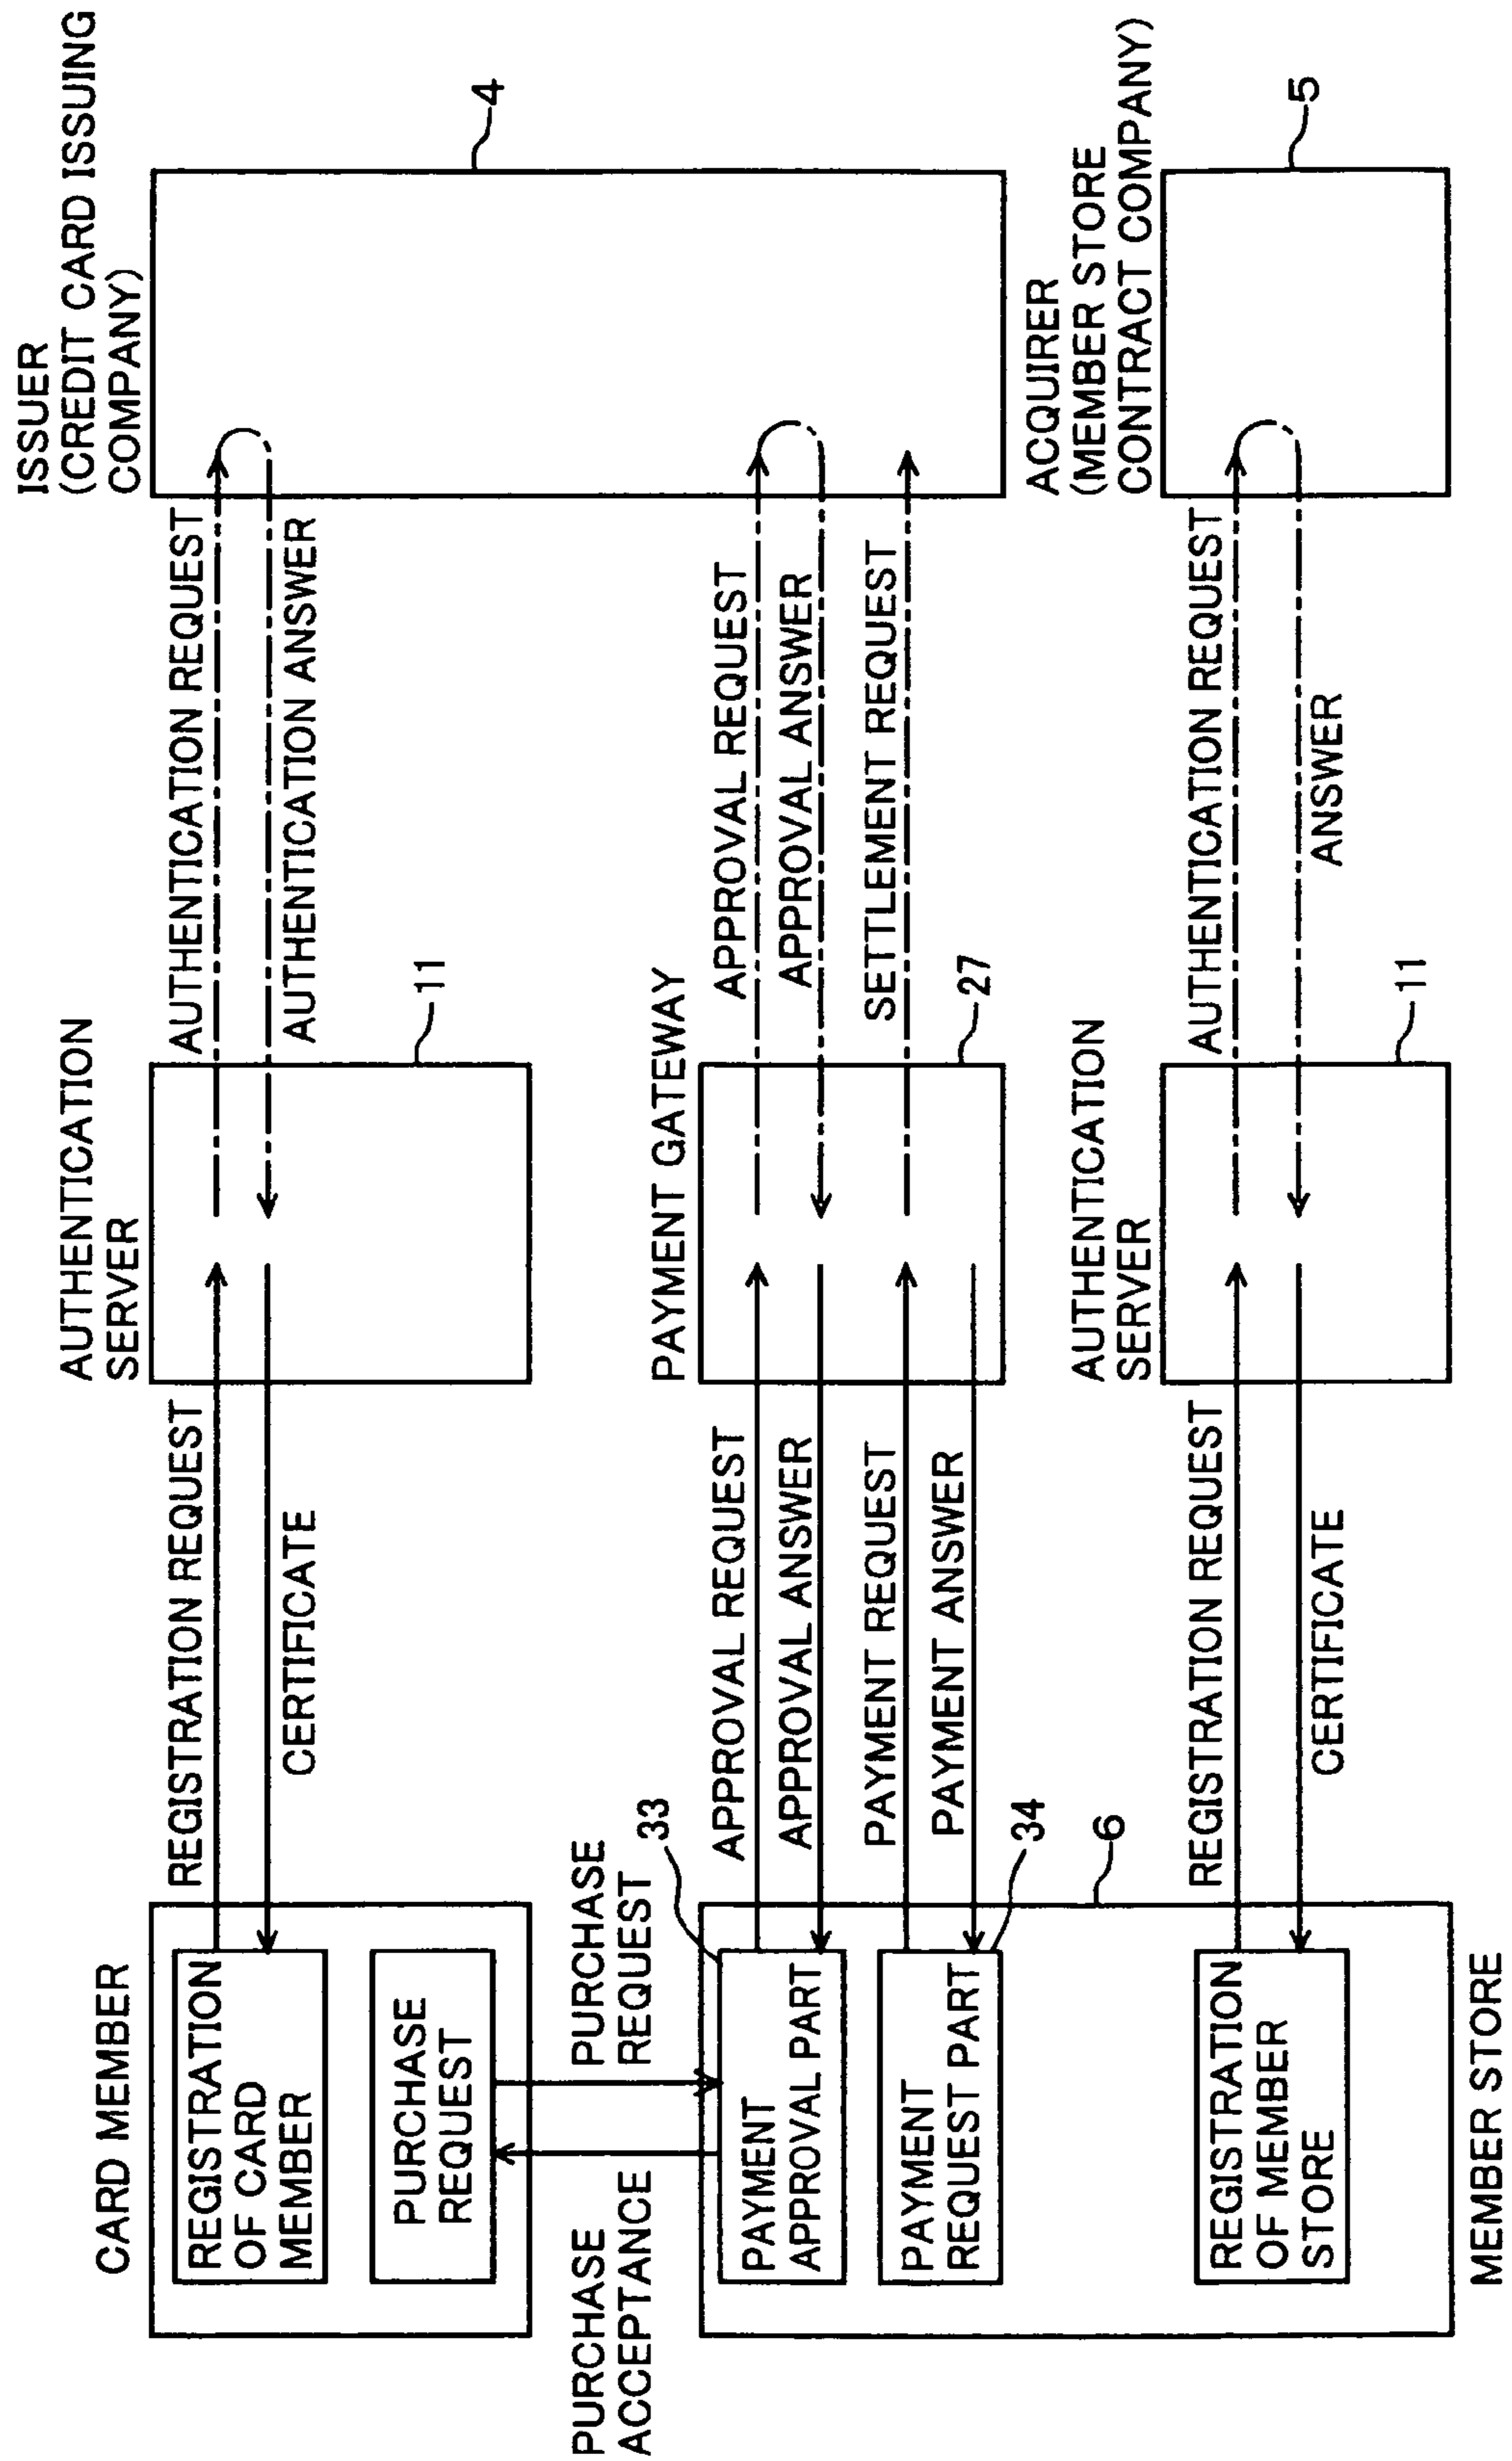 CARD MEMBER
REGISTRATION
OF CARD
MEMBER
PURCHASE
REQUEST
REGISTRATION REQUEST
CERTIFICATE
AUTHENTICATION
SERVER
11
AUTHENTICATION REQUEST
AUTHENTICATION ANSWER
ISSUER
(CREDIT CARD ISSUING
COMPANY)
4
PURCHASE
ACCEPTANCE
PURCHASE
REQUEST
33
PAYMENT
APPROVAL PART
PAYMENT
REQUEST PART
34
6
APPROVAL REQUEST
APPROVAL ANSWER
PAYMENT REQUEST
PAYMENT ANSWER
PAYMENT GATEWAY
27
APPROVAL REQUEST
APPROVAL ANSWER
SETTLEMENT REQUEST
REGISTRATION
OF MEMBER
STORE
MEMBER STORE
REGISTRATION REQUEST
CERTIFICATE
AUTHENTICATION
SERVER
11
AUTHENTICATION REQUEST
ANSWER
ACQUIRER
(MEMBER STORE
CONTRACT COMPANY)
5